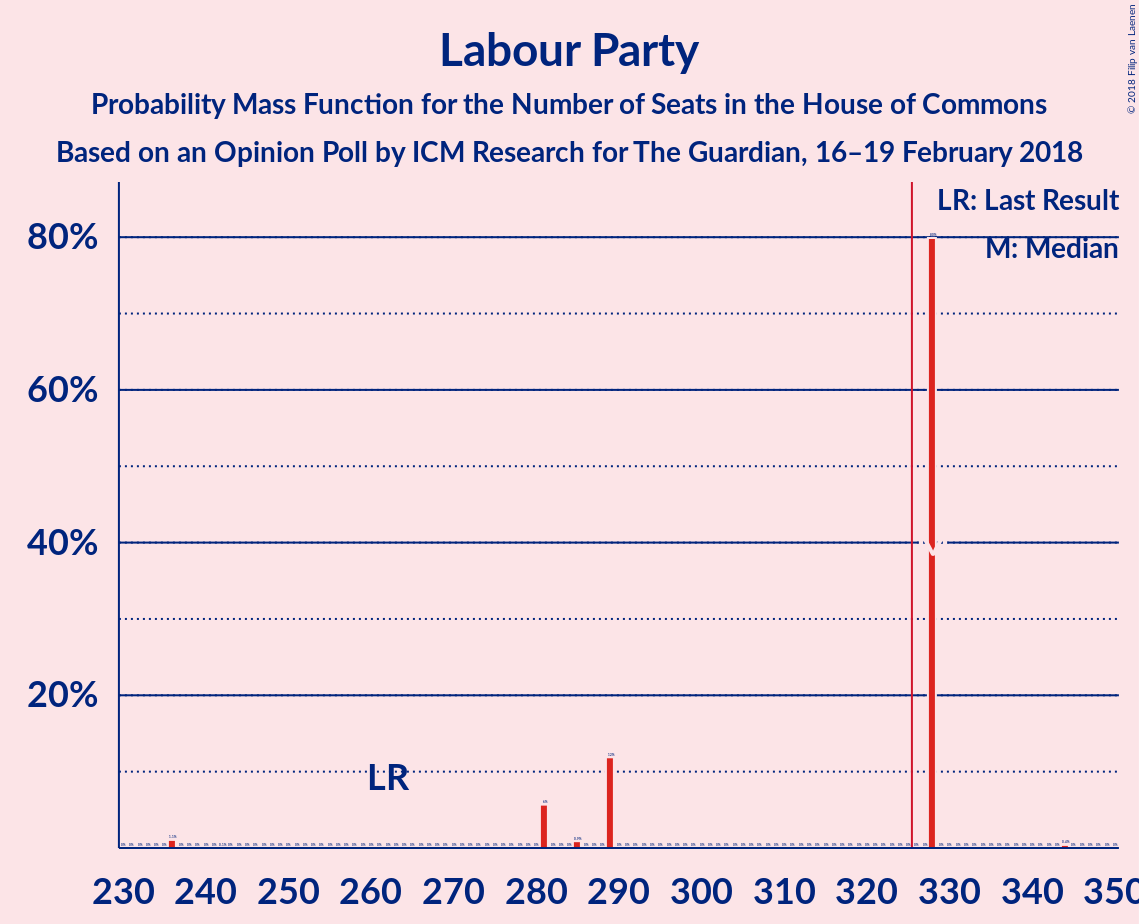 Labour Party
Probability Mass Function for the Number of Seats in the House of Commons
Based on an Opinion Poll by ICM Research for The Guardian, 16–19 February 2018
© 2018 Filip van Laenen
LR: Last Result
M: Median
80%
60%
40%
20%
LR
M
230 240 250 260 270 280 290 300 310 320 330 340 350